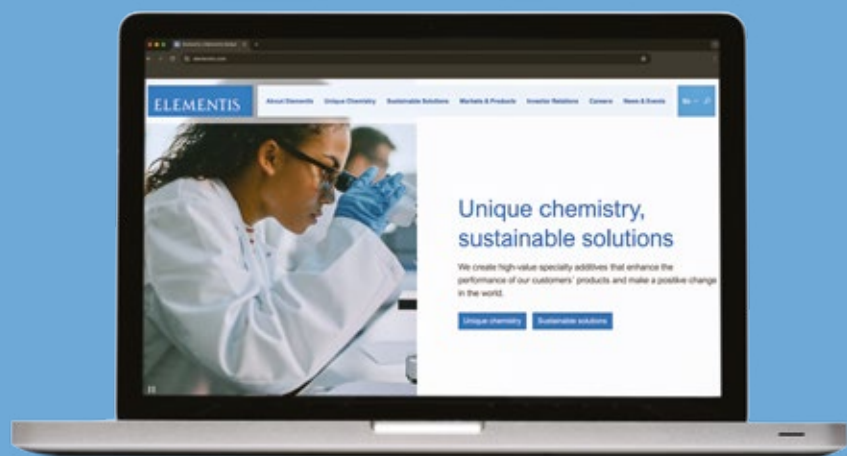 elementis.com
ELEMENTIS
About Elementis Unique Chemistry Sustainable Solutions Markets & Products Investor Relations Careers News & Events
Unique chemistry,
sustainable solutions
We create high-value specialty additives that enhance the
performance of our customers' products and make a positive change
in the world.
Unique chemistry Sustainable solutions